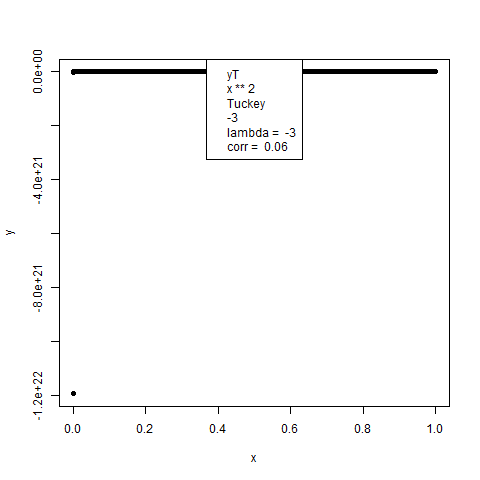 yT
x ** 2
Tuckey
-3
lambda = -3
corr = 0.06
0.0e+00
-4.0e+21
-8.0e+21
-1.2e+22
y
0.0 0.2 0.4 0.6 0.8 1.0
x